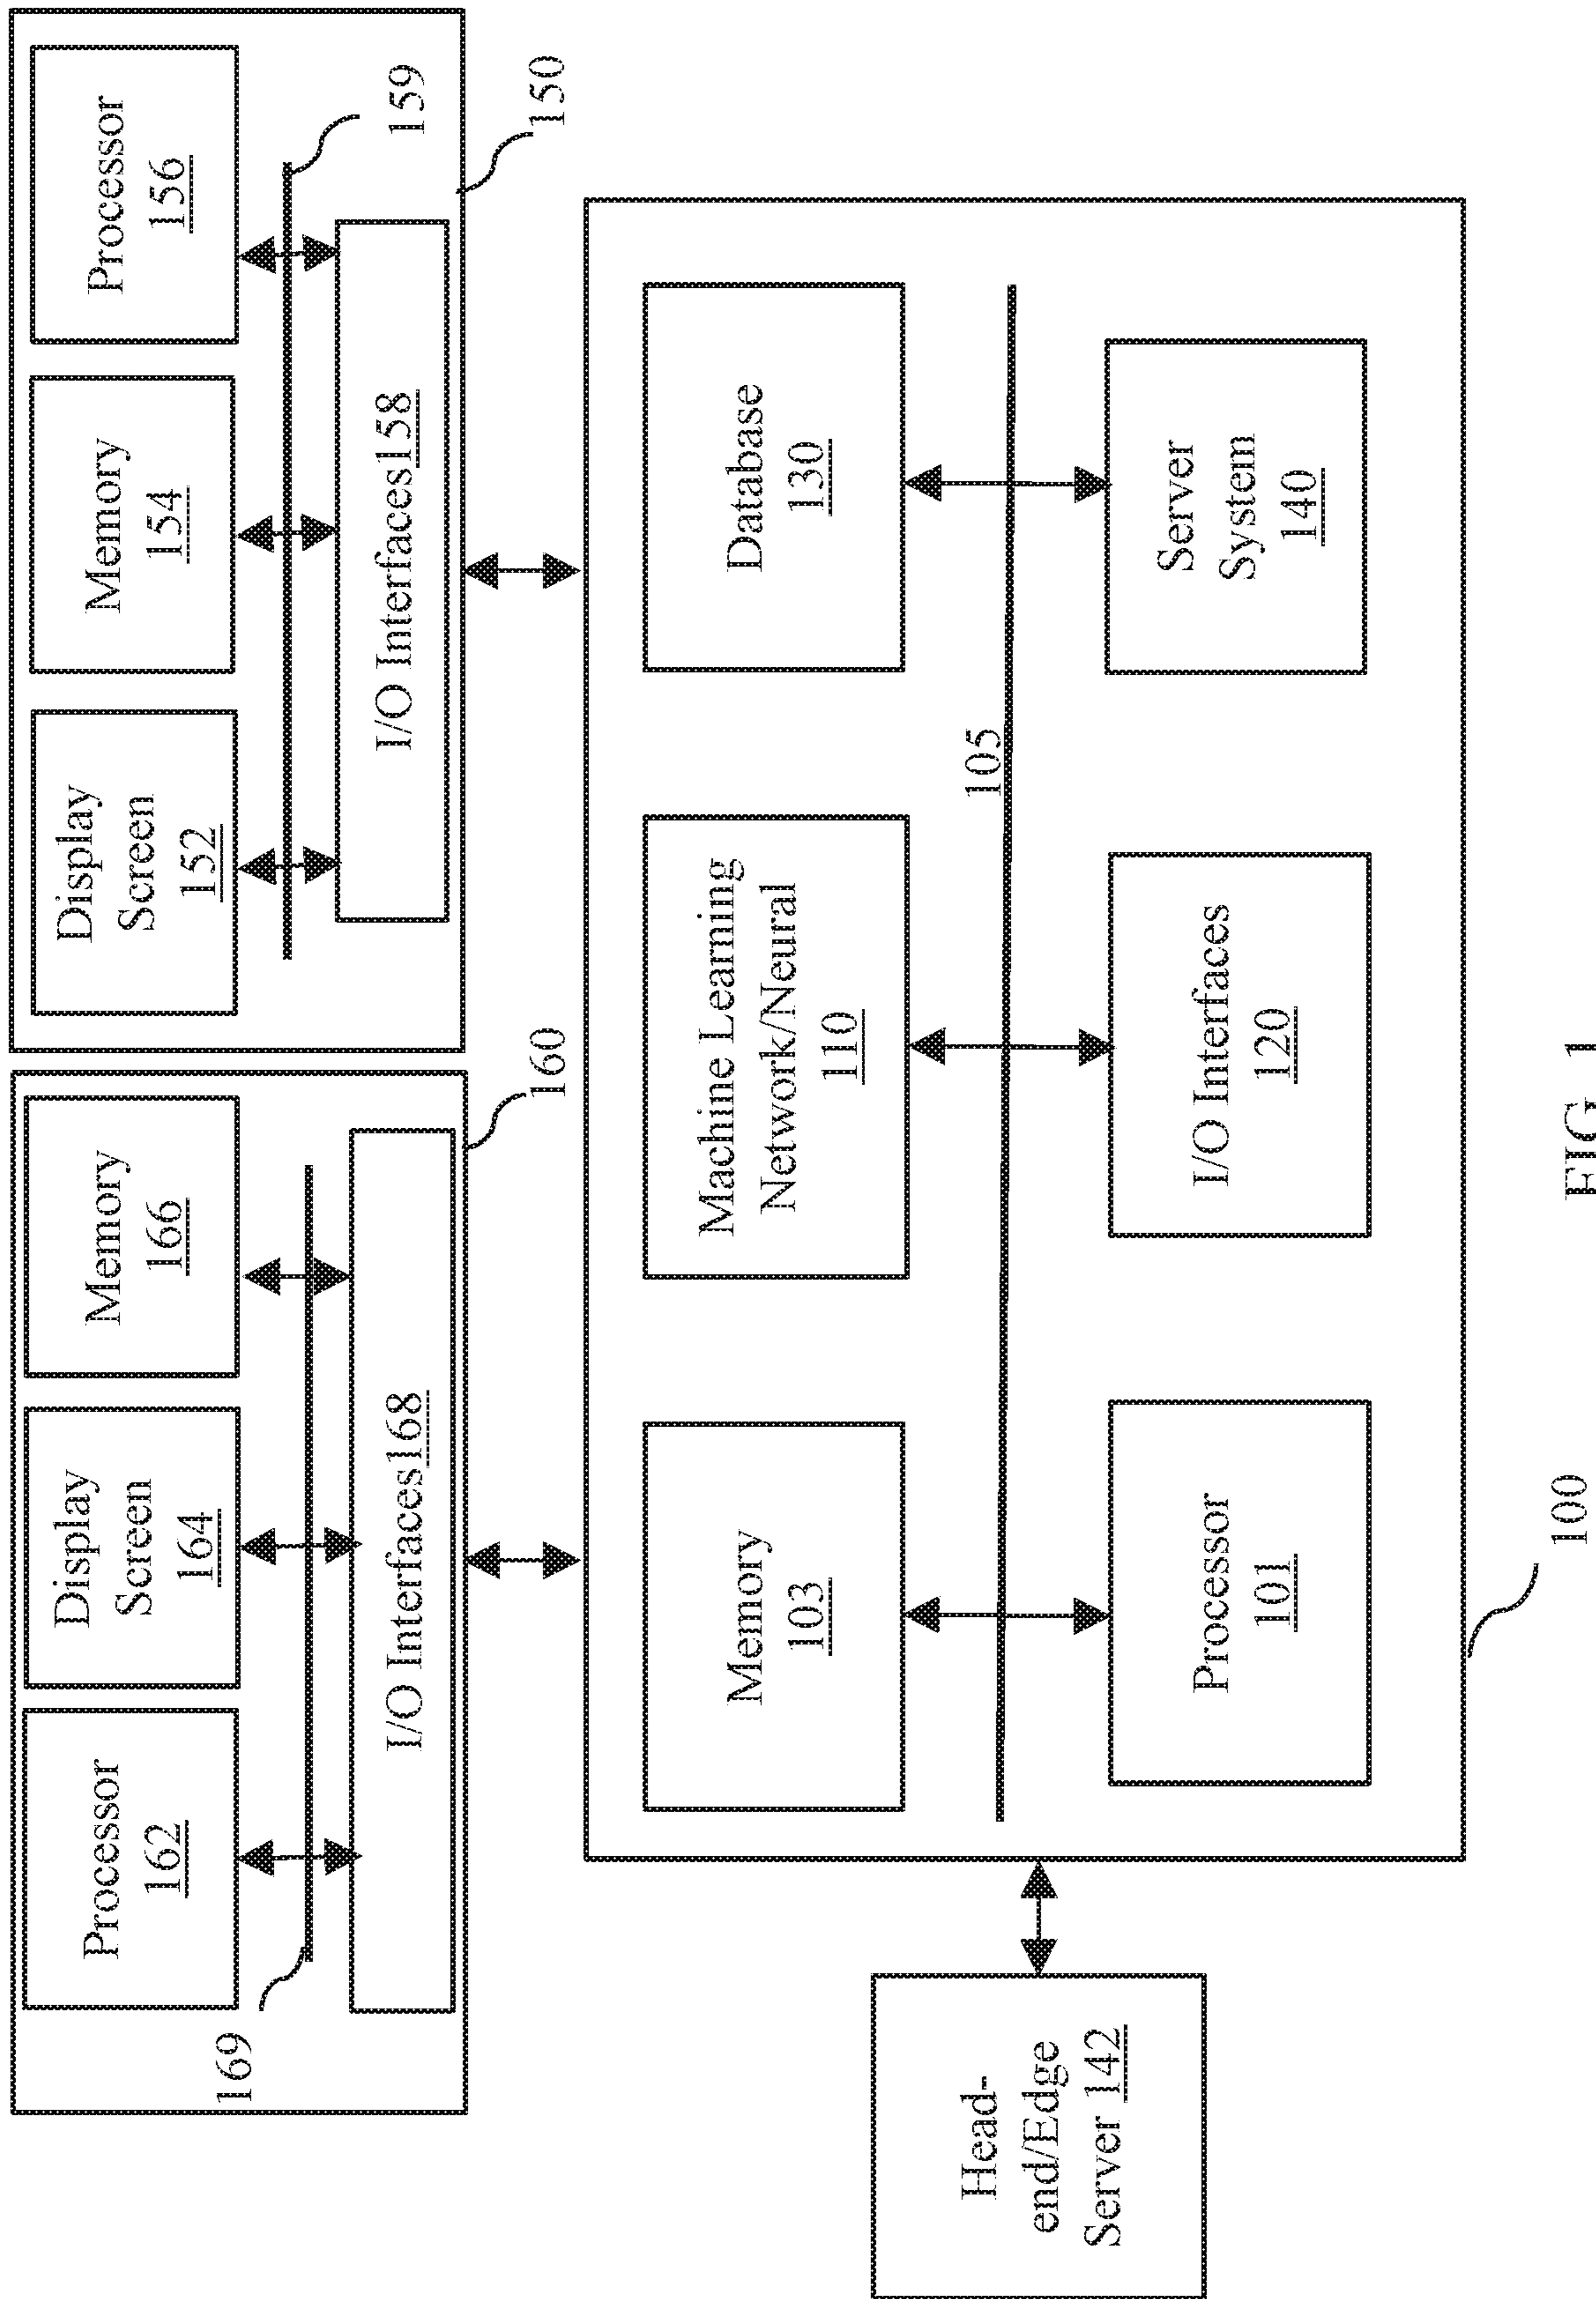 Processor
162
Display
Screen
164
Memory
166
169
I/O Interfaces168
160
Display
Screen
152
Memory
154
Processor
156
159
I/O Interfaces158
150
Head-
end/Edge
Server 142
Memory
103
Machine Learning
Network/Neural
110
Database
130
105
Processor
101
I/O Interfaces
120
Server
System
140
100
FIG. 1